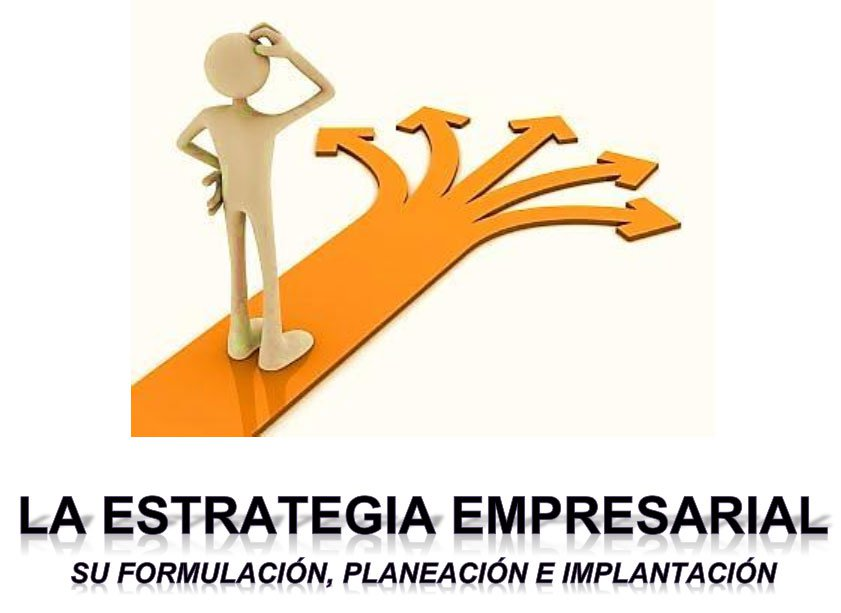 LA ESTRATEGIA EMPRESARIAL
SU FORMULACIÓN, PLANEACIÓN E IMPLANTACIÓN